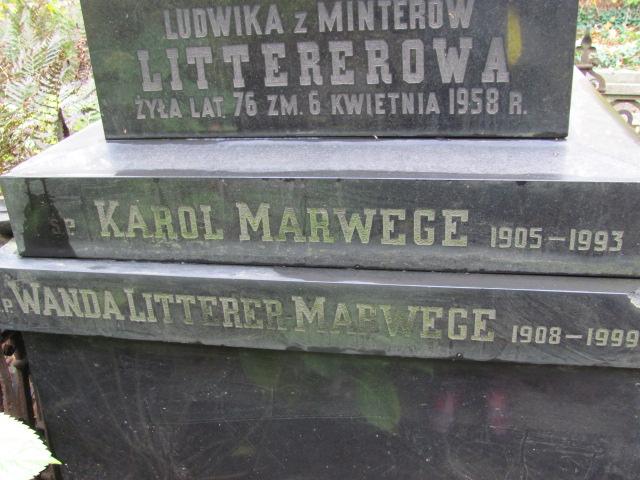 LUDWIKA z MINTERÓW
LITTEREROWA
ŻYŁA LAT. 76 ZM. 6 KWIETNIA 1958 R.
Ś.P. KAROL MARWEGE 1905–1993
Ś.P. WANDA LITTERER-MARWEGE 1908–1999